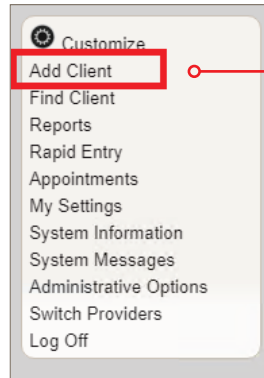 Customize
Add Client
Find Client
Reports
Rapid Entry
Appointments
My Settings
System Information
System Messages
Administrative Options
Switch Providers
Log Off